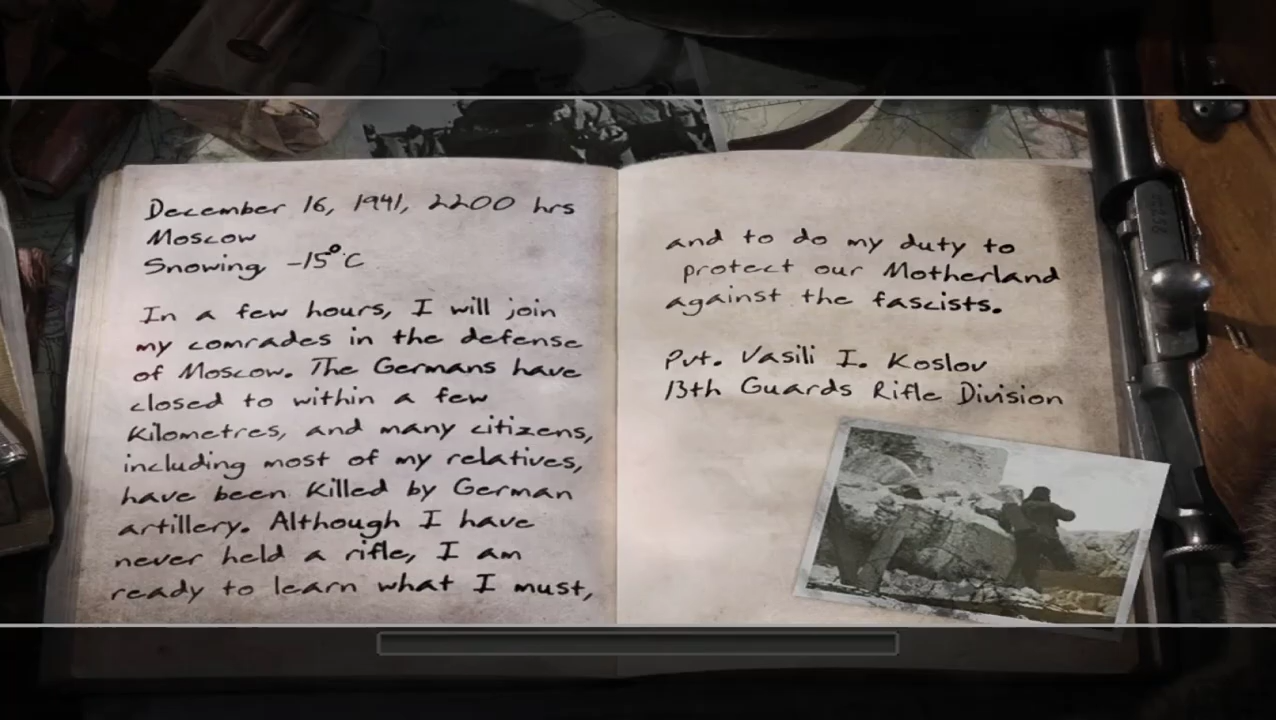 December 16, 1941, 2200 hrs
Moscow
Snowing -15°C
In a few hours, I will join
my comrades in the defense
of Moscow. The Germans have
closed to within a few
kilometres, and many citizens,
including most of my relatives,
have been killed by German
artillery. Although I have
never held a rifle, I am
ready to learn what I must,
and to do my duty to
protect our Motherland
against the fascists.
Pvt. Vasili I. Koslov
13th Guards Rifle Division